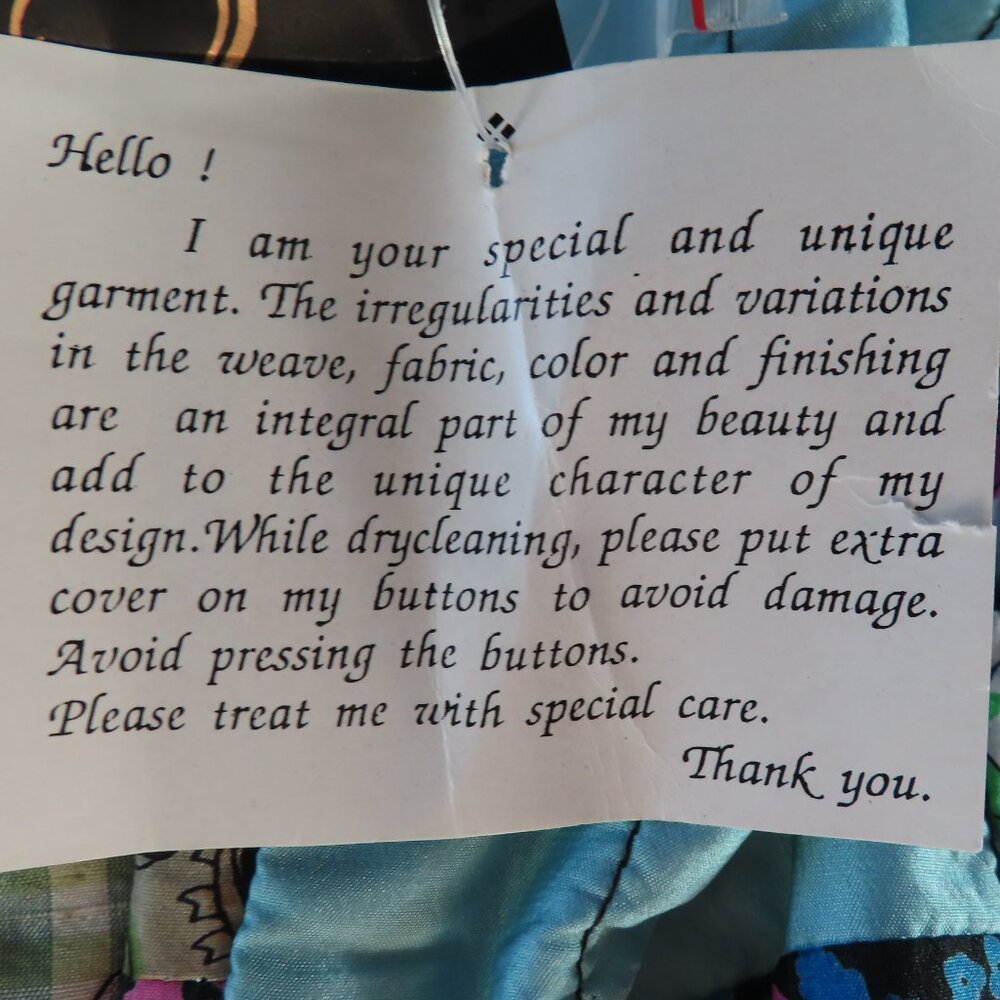 Hello !
I am your special and unique
garment. The irregularities and variations
in the weave, fabric, color and finishing
are an integral part of my beauty and
add to the unique character of my
design.While drycleaning, please put extra
cover on my buttons to avoid damage.
Avoid pressing the buttons.
Please treat me with special care.
Thank you.